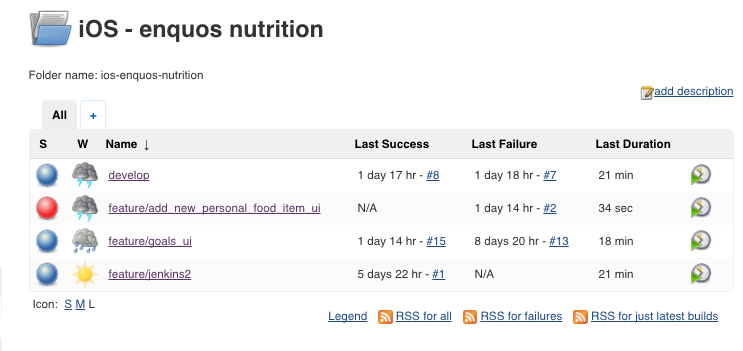 iOS - enquos nutrition
Folder name: ios-enquos-nutrition
add description
All +
S W Name ↓ Last Success Last Failure Last Duration
develop 1 day 17 hr - #8 1 day 18 hr - #7 21 min
feature/add_new_personal_food_item_ui N/A 1 day 14 hr - #2 34 sec
feature/goals_ui 1 day 14 hr - #15 8 days 20 hr - #13 18 min
feature/jenkins2 5 days 22 hr - #1 N/A 21 min
Icon: S M L
Legend RSS for all RSS for failures RSS for just latest builds